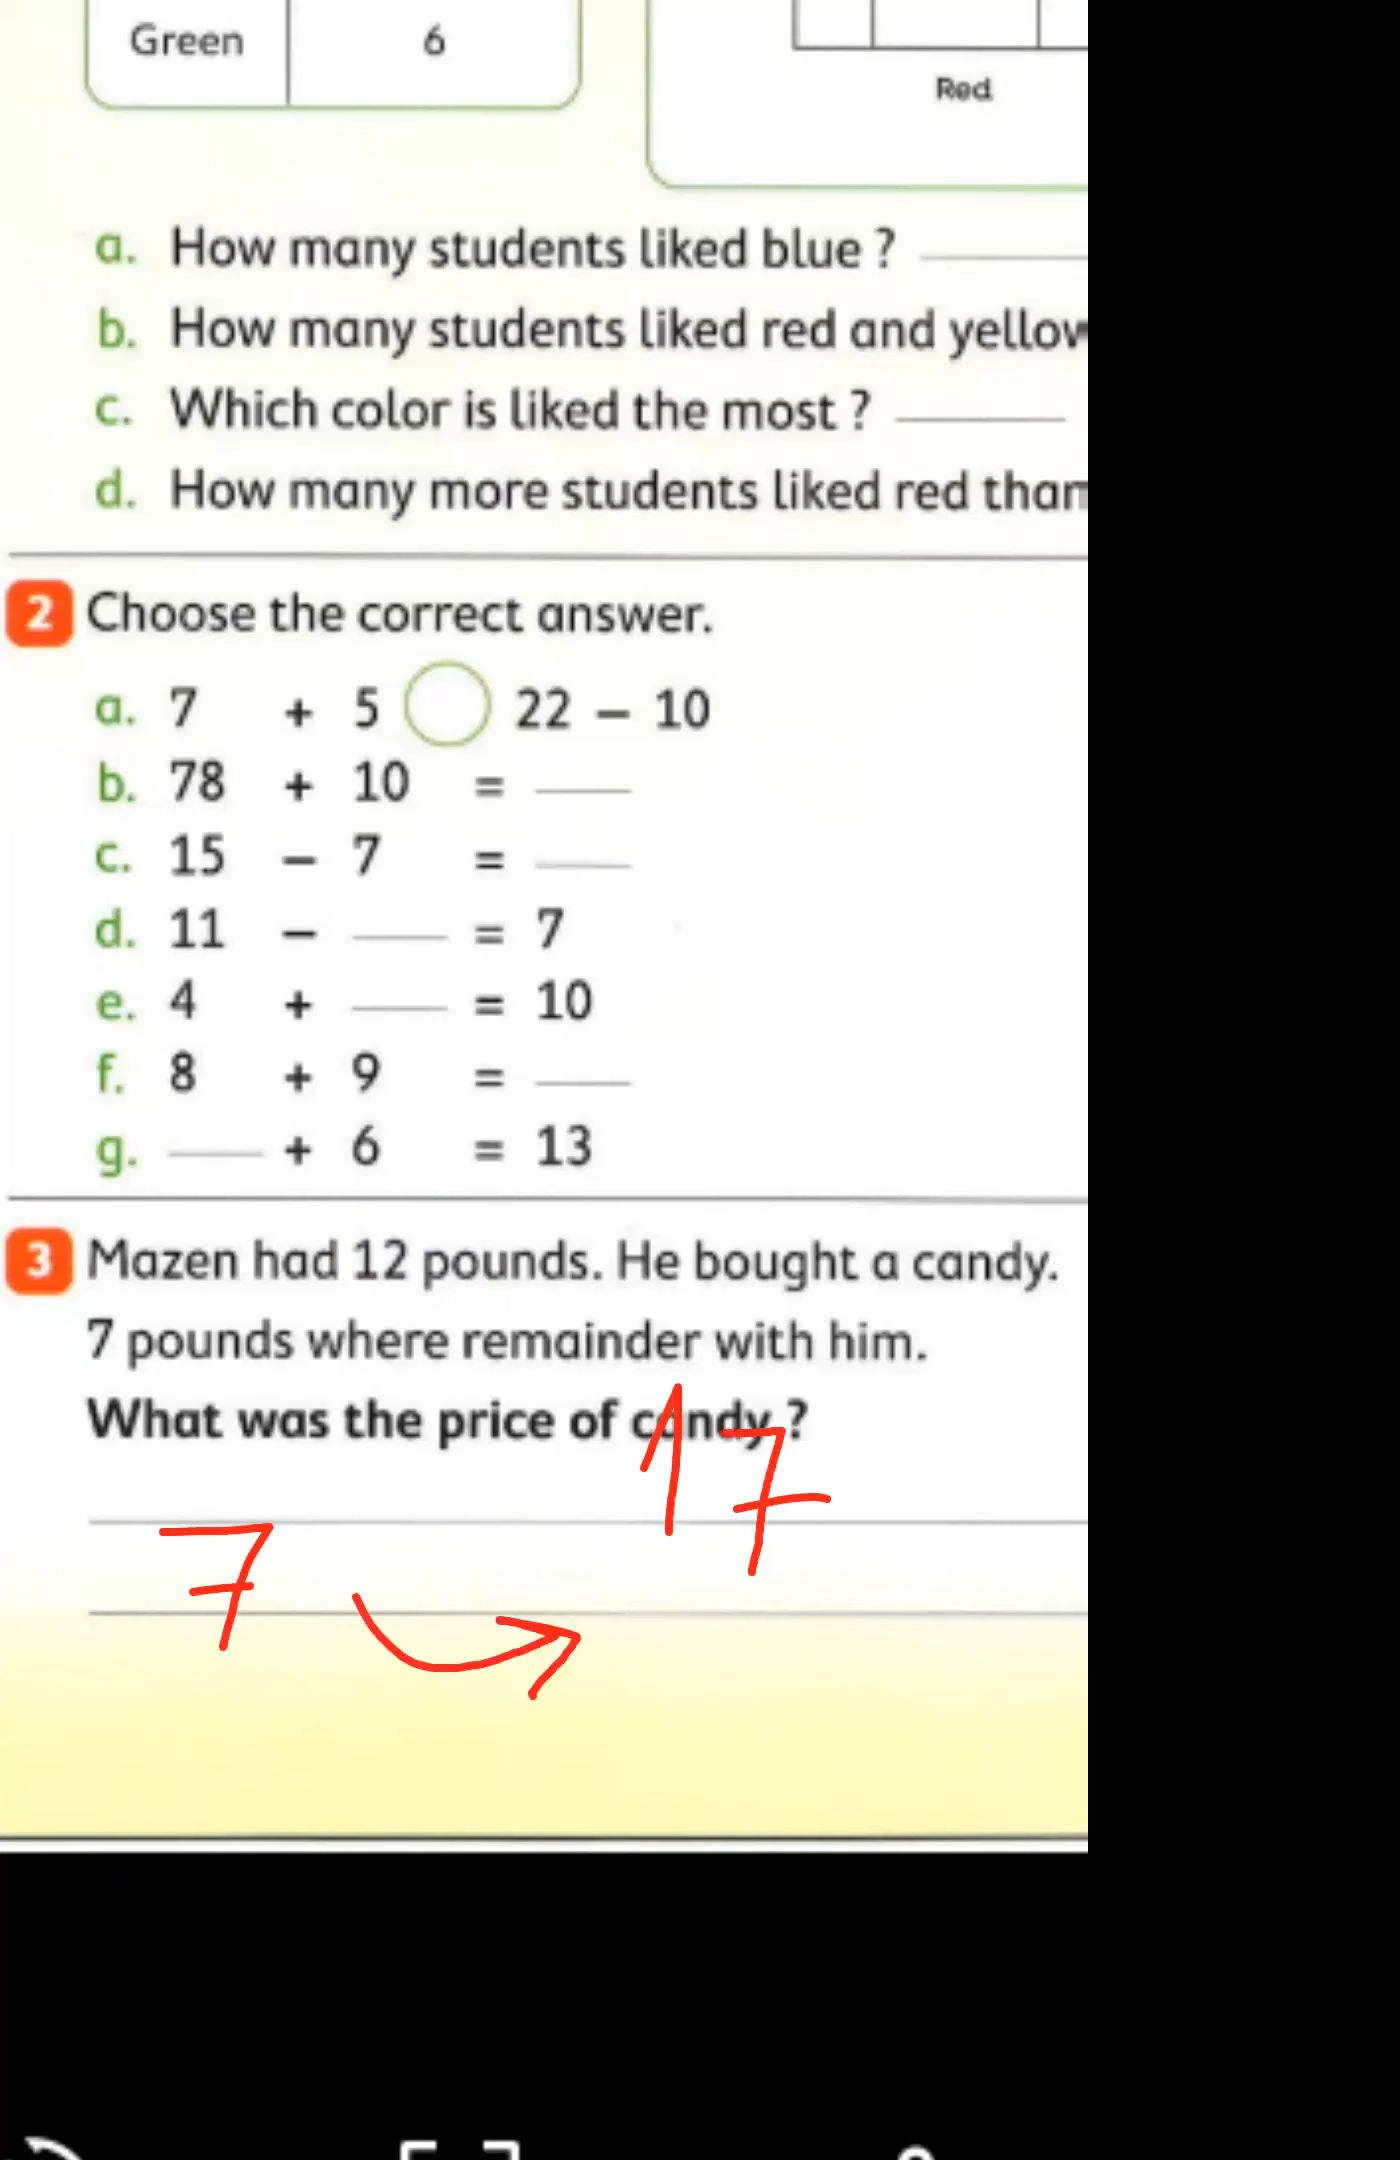 Green 6
Red
a. How many students liked blue ?
b. How many students liked red and yellow
c. Which color is liked the most ?
d. How many more students liked red than
2 Choose the correct answer.
a. 7 + 5 22 – 10
b. 78 + 10 =
c. 15 – 7 =
d. 11 – = 7
e. 4 + = 10
f. 8 + 9 =
g. + 6 = 13
3 Mazen had 12 pounds. He bought a candy.
7 pounds where remainder with him.
What was the price of candy ?
17
7